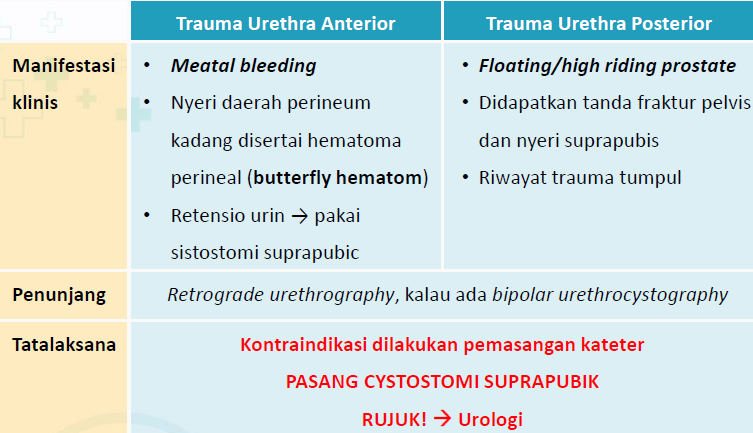 Trauma Urethra Anterior
Trauma Urethra Posterior
Manifestasi
klinis
• Meatal bleeding
• Nyeri daerah perineum
kadang disertai hematoma
perineal (butterfly hematom)
• Retensio urin → pakai
sistostomi suprapubic
• Floating/high riding prostate
• Didapatkan tanda fraktur pelvis
dan nyeri suprapubis
• Riwayat trauma tumpul
Penunjang
Retrograde urethrography, kalau ada bipolar urethrocystography
Tatalaksana
Kontraindikasi dilakukan pemasangan kateter
PASANG CYSTOSTOMI SUPRAPUBIK
RUJUK! → Urologi